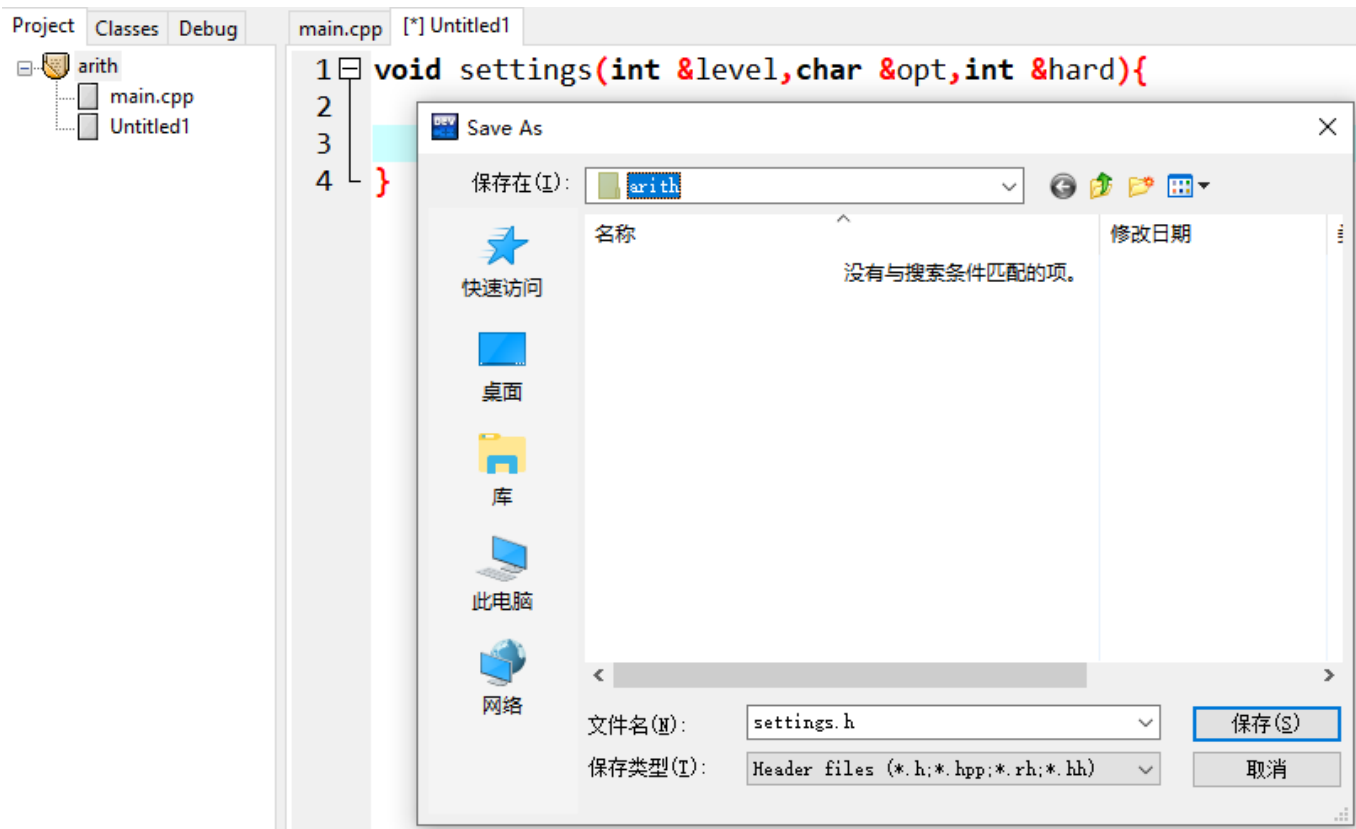 Project Classes Debug
main.cpp [*] Untitled1
arith
main.cpp
Untitled1
1 void settings(int &level,char &opt,int &hard){
2
3
4 }
DEV
Save As
保存在(I):
arith
快速访问
桌面
库
此电脑
网络
名称
修改日期
没有与搜索条件匹配的项。
文件名(N):
settings.h
保存(S)
保存类型(T):
Header files (*.h;*.hpp;*.rh;*.hh)
取消